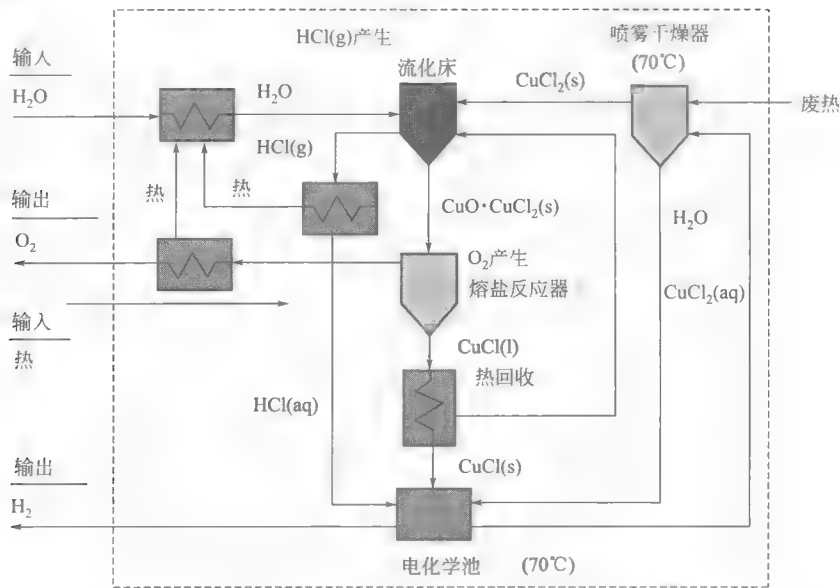 HCl(g)产生
喷雾干燥器
(70℃)
输入
H₂O
H₂O
流化床
CuCl₂(s)
废热
HCl(g)
热
热
输出
O₂
CuO·CuCl₂(s)
H₂O
O₂产生
熔盐反应器
CuCl₂(aq)
输入
热
CuCl(l)
热回收
HCl(aq)
输出
H₂
CuCl(s)
电化学池
(70℃)